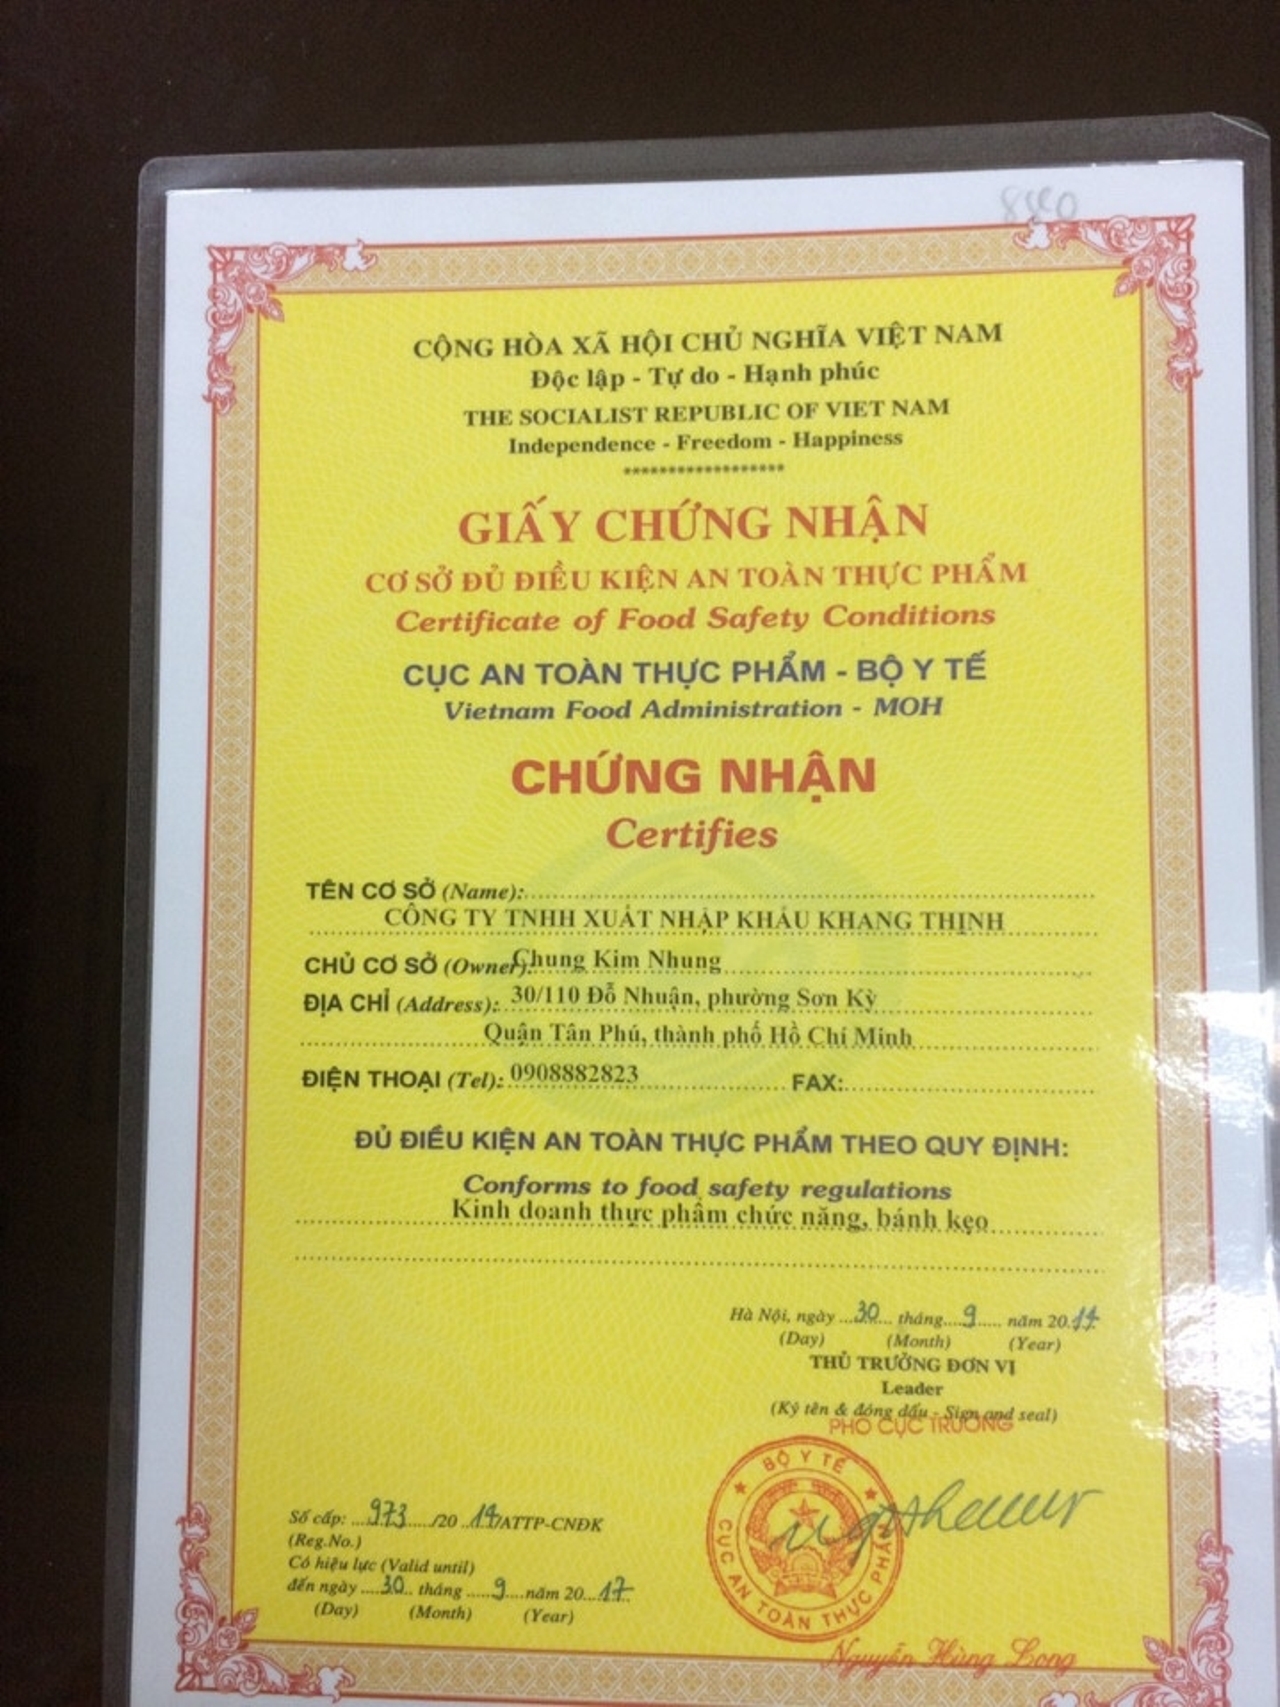 CỘNG HÒA XÃ HỘI CHỦ NGHĨA VIỆT NAM
Độc lập - Tự do - Hạnh phúc
THE SOCIALIST REPUBLIC OF VIET NAM
Independence - Freedom - Happiness
******************
GIẤY CHỨNG NHẬN
CƠ SỞ ĐỦ ĐIỀU KIỆN AN TOÀN THỰC PHẨM
Certificate of Food Safety Conditions
CỤC AN TOÀN THỰC PHẨM - BỘ Y TẾ
Vietnam Food Administration - MOH
CHỨNG NHẬN
Certifies
TÊN CƠ SỞ (Name):
CÔNG TY TNHH XUẤT NHẬP KHẨU KHANG THỊNH
CHỦ CƠ SỞ (Owner): Chung Kim Nhung
ĐỊA CHỈ (Address): 30/110 Đỗ Nhuận, phường Sơn Kỳ
Quận Tân Phú, thành phố Hồ Chí Minh
ĐIỆN THOẠI (Tel): 0908882823 FAX:
ĐỦ ĐIỀU KIỆN AN TOÀN THỰC PHẨM THEO QUY ĐỊNH:
Conforms to food safety regulations
Kinh doanh thực phẩm chức năng, bánh kẹo
Hà Nội, ngày 30 tháng 9 năm 2014
(Day) (Month) (Year)
THỦ TRƯỞNG ĐƠN VỊ
Leader
(Ký tên & đóng dấu - Sign and seal)
PHÓ CỤC TRƯỞNG
BỘ Y TẾ
CỤC AN TOÀN THỰC PHẨM
Số cấp: 973/2014/ATTP-CNĐK
(Reg.No.)
Có hiệu lực (Valid until)
đến ngày 30 tháng 9 năm 2017
(Day) (Month) (Year)
Nguyễn Hùng Long